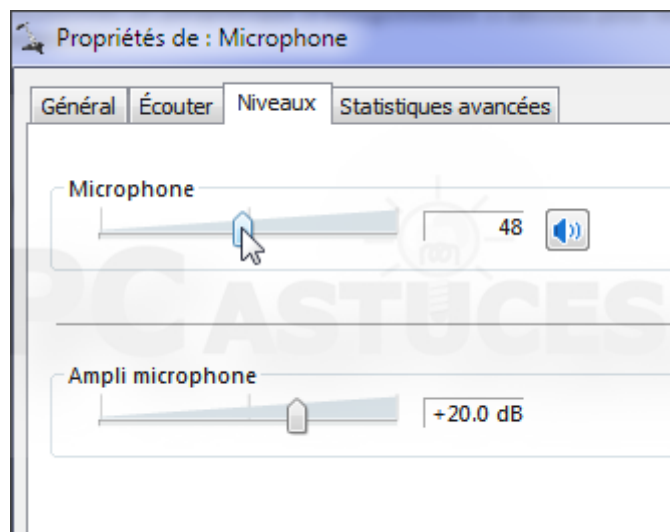 Propriétés de : Microphone
Général Écouter Niveaux Statistiques avancées
Microphone
48
PC ASTUCES
Ampli microphone
+20.0 dB